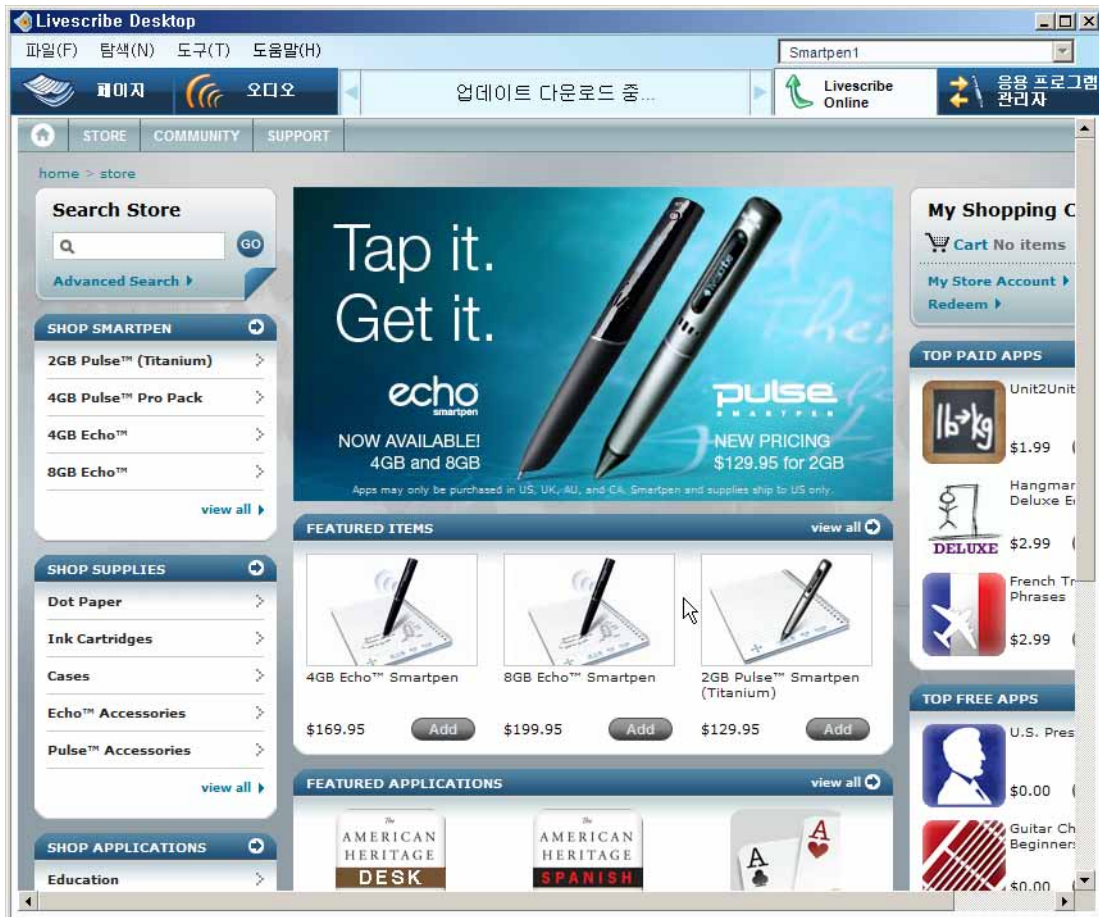 Livescribe Desktop
파일(F) 탐색(N) 도구(T) 도움말(H)
Smartpen1
페이지 오디오 업데이트 다운로드 중... Livescribe Online 응용 프로그램 관리자
STORE COMMUNITY SUPPORT
home > store
Search Store
GO
Advanced Search
SHOP SMARTPEN
2GB Pulse™ (Titanium)
4GB Pulse™ Pro Pack
4GB Echo™
8GB Echo™
view all
SHOP SUPPLIES
Dot Paper
Ink Cartridges
Cases
Echo™ Accessories
Pulse™ Accessories
view all
SHOP APPLICATIONS
Education
Tap it.
Get it.
echo
smartpen
NOW AVAILABLE!
4GB and 8GB
pulse
SMARTPEN
NEW PRICING
$129.95 for 2GB
Apps may only be purchased in US, UK, AU, and CA. Smartpen and supplies ship to US only.
FEATURED ITEMS view all
4GB Echo™ Smartpen
$169.95 Add
8GB Echo™ Smartpen
$199.95 Add
2GB Pulse™ Smartpen
(Titanium)
$129.95 Add
FEATURED APPLICATIONS view all
The
AMERICAN
HERITAGE
DESK
The
AMERICAN
HERITAGE
SPANISH
A
A
My Shopping C
Cart No items
My Store Account
Redeem
TOP PAID APPS
lb kg
Unit2Unit
$1.99
DELUXE
Hangman
Deluxe E
$2.99
French Tr
Phrases
$2.99
TOP FREE APPS
U.S. Pres
$0.00
Guitar Ch
Beginners
$0.00